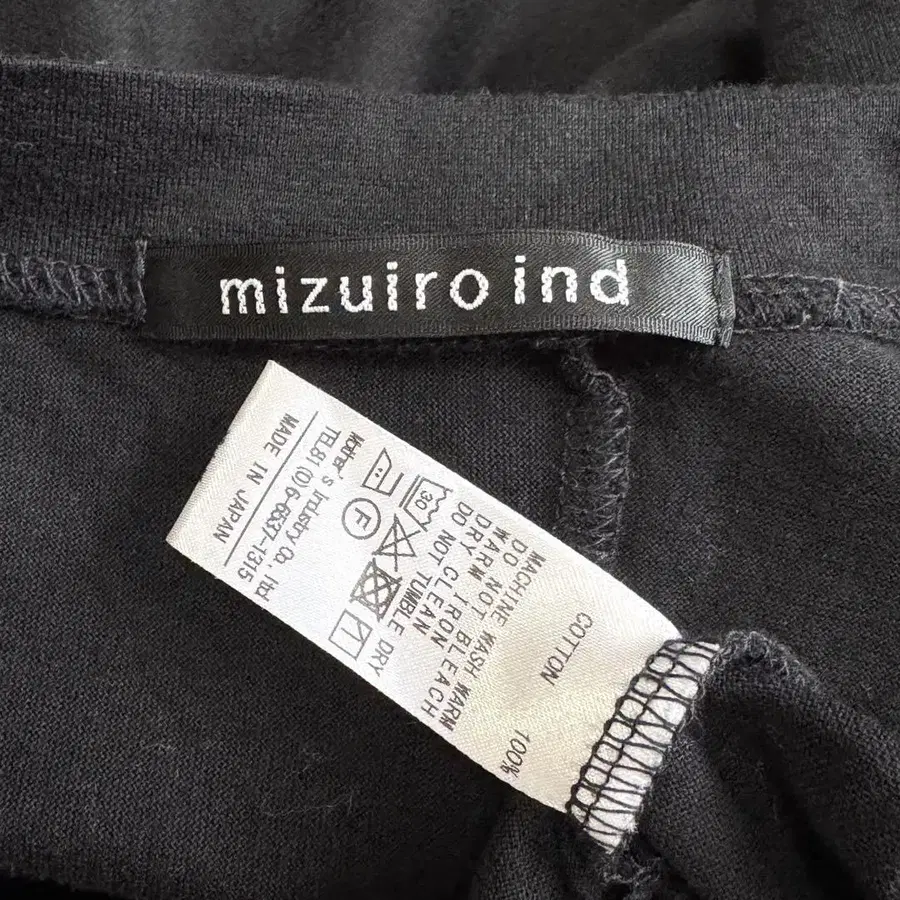 mizuiro ind
COTTON 100%
MACHINE WASH WARM
DO NOT BLEACH
WARM IRON
DRY CLEAN
DO NOT TUMBLE DRY
30
F
Mother's Industry Co., ltd
TEL81(0)6-6537-1315
MADE IN JAPAN